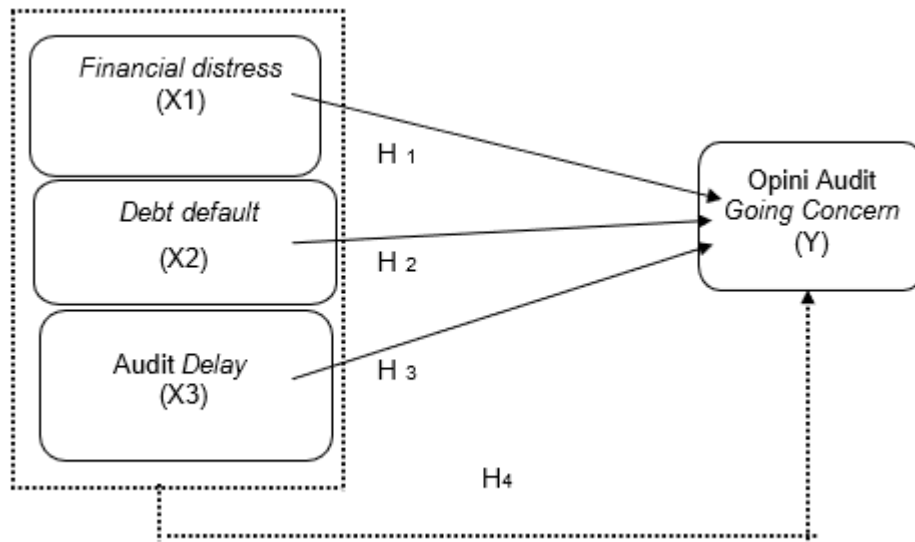 Financial distress
(X1)
H 1
Debt default
(X2)
H 2
Audit Delay
(X3)
H 3
Opini Audit
Going Concern
(Y)
H4